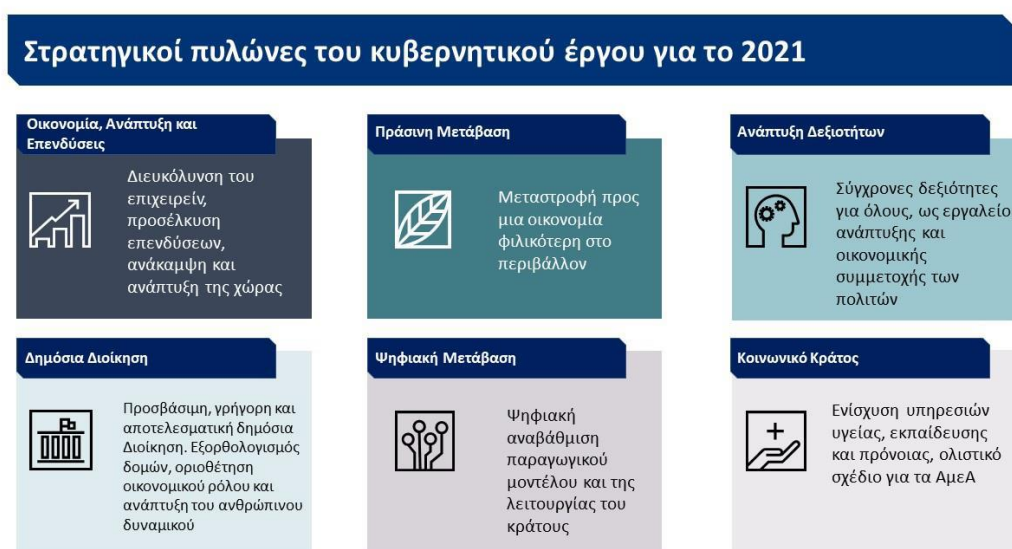 Στρατηγικοί πυλώνες του κυβερνητικού έργου για το 2021
Οικονομία, Ανάπτυξη και
Επενδύσεις
Διευκόλυνση του
επιχειρείν,
προσέλκυση
επενδύσεων,
ανάκαμψη και
ανάπτυξη της χώρας
Πράσινη Μετάβαση
Μεταστροφή προς
μια οικονομία
φιλικότερη στο
περιβάλλον
Ανάπτυξη Δεξιοτήτων
Σύγχρονες δεξιότητες
για όλους, ως εργαλείο
ανάπτυξης και
οικονομικής
συμμετοχής των
πολιτών
Δημόσια Διοίκηση
Προσβάσιμη, γρήγορη και
αποτελεσματική δημόσια
Διοίκηση. Εξορθολογισμός
δομών, οριοθέτηση
οικονομικού ρόλου και
ανάπτυξη του ανθρώπινου
δυναμικού
Ψηφιακή Μετάβαση
Ψηφιακή
αναβάθμιση
παραγωγικού
μοντέλου και της
λειτουργίας του
κράτους
Κοινωνικό Κράτος
Ενίσχυση υπηρεσιών
υγείας, εκπαίδευσης
και πρόνοιας, ολιστικό
σχέδιο για τα ΑμεΑ